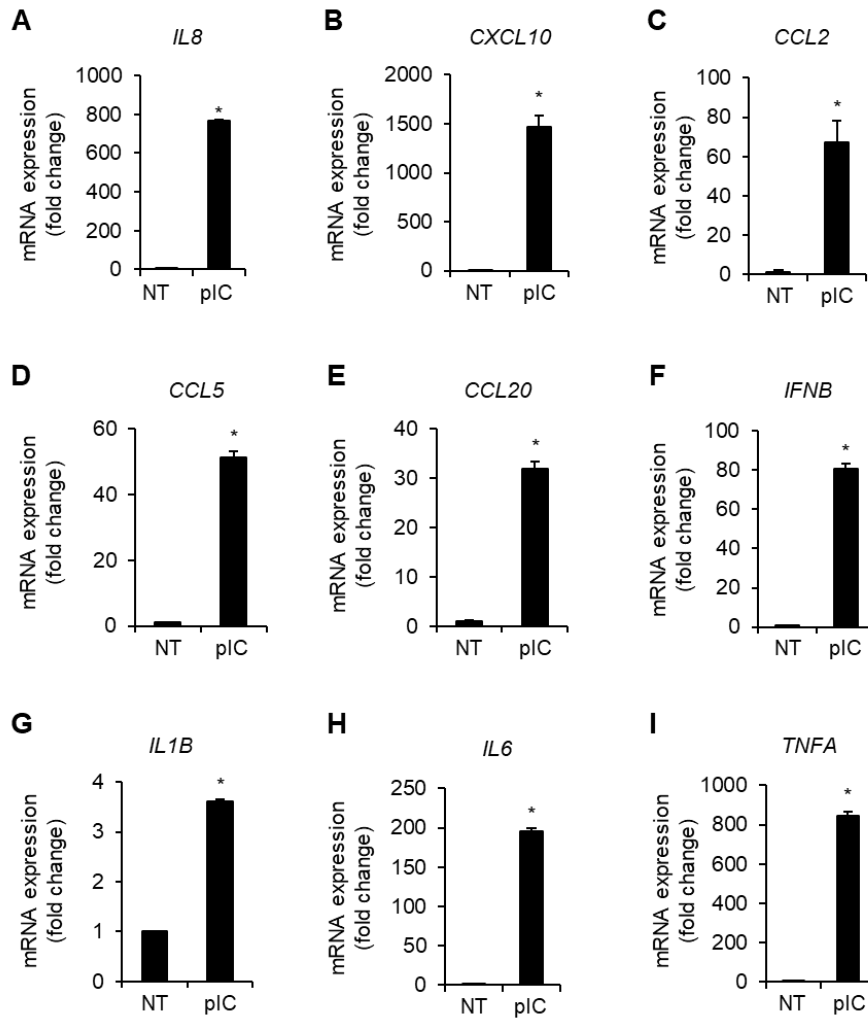 A
IL8
mRNA expression
(fold change)
1000
800
600
400
200
0
*
NT pIC
B
CXCL10
mRNA expression
(fold change)
2000
1500
1000
500
0
*
NT pIC
C
CCL2
mRNA expression
(fold change)
100
80
60
40
20
0
*
NT pIC
D
CCL5
mRNA expression
(fold change)
60
40
20
0
*
NT pIC
E
CCL20
mRNA expression
(fold change)
40
30
20
10
0
*
NT pIC
F
IFNB
mRNA expression
(fold change)
100
80
60
40
20
0
*
NT pIC
G
IL1B
mRNA expression
(fold change)
4
3
2
1
0
*
NT pIC
H
IL6
mRNA expression
(fold change)
250
200
150
100
50
0
*
NT pIC
I
TNFA
mRNA expression
(fold change)
1000
800
600
400
200
0
*
NT pIC